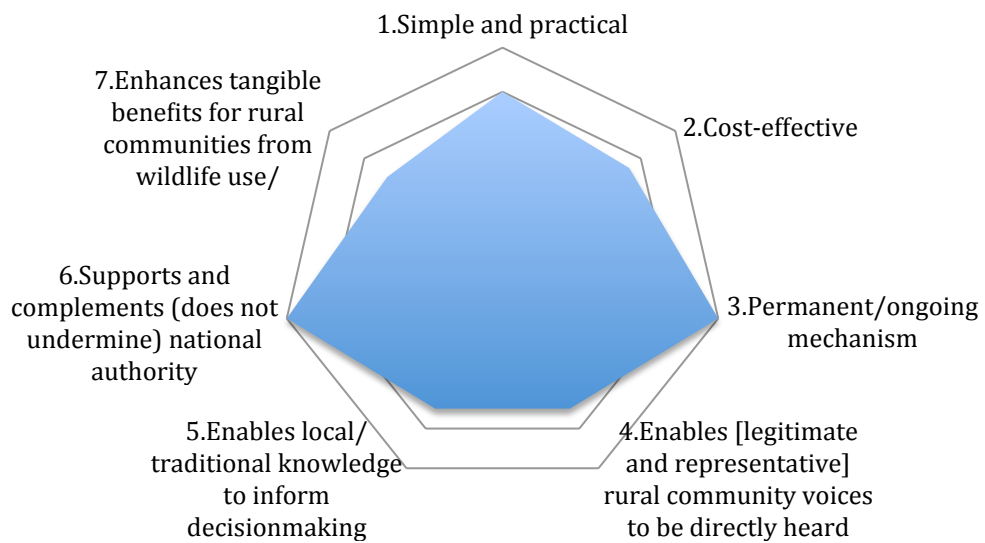 1.Simple and practical
2.Cost-effective
3.Permanent/ongoing
mechanism
4.Enables [legitimate
and representative]
rural community voices
to be directly heard
5.Enables local/
traditional knowledge
to inform
decisionmaking
6.Supports and
complements (does not
undermine) national
authority
7.Enhances tangible
benefits for rural
communities from
wildlife use/